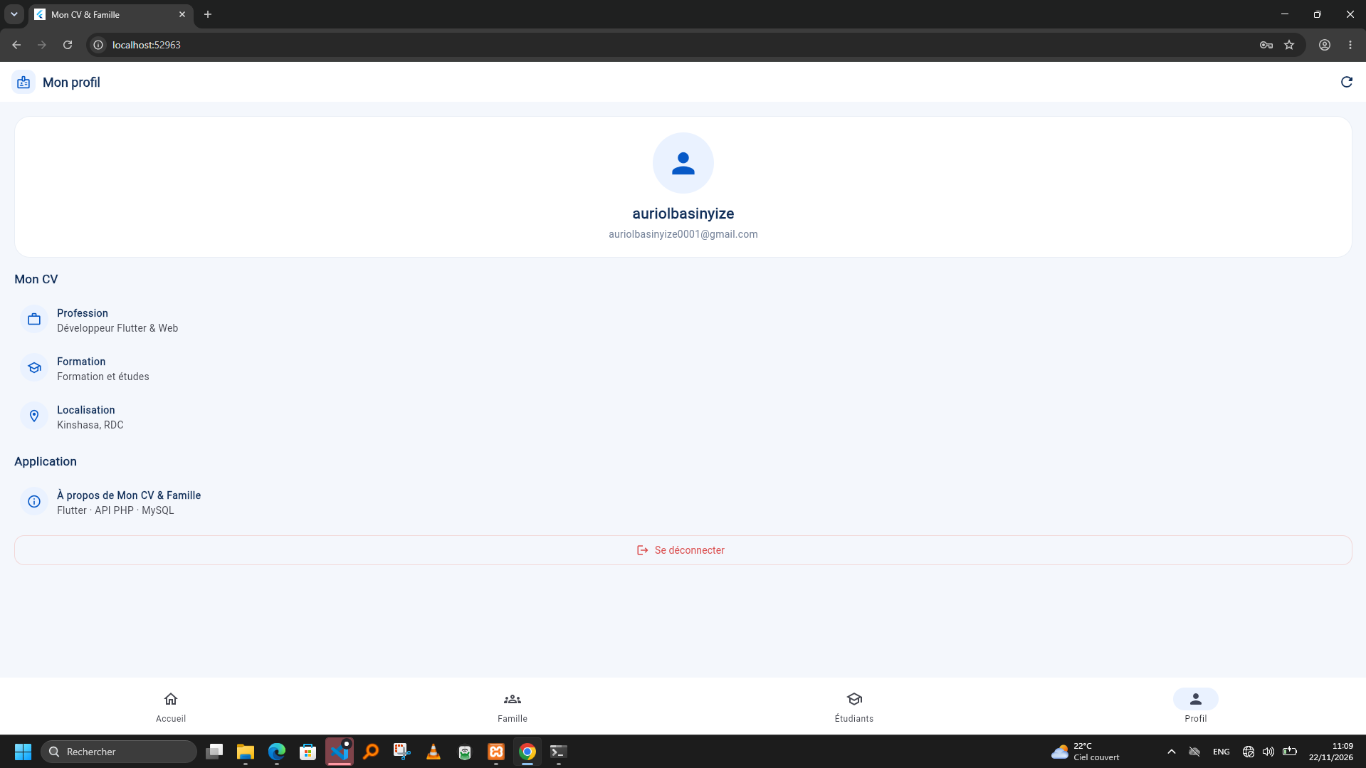 Mon CV & Famille
localhost:52963
Mon profil
auriolbasinyize
auriolbasinyize0001@gmail.com
Mon CV
Profession
Développeur Flutter & Web
Formation
Formation et études
Localisation
Kinshasa, RDC
Application
À propos de Mon CV & Famille
Flutter · API PHP · MySQL
Se déconnecter
Accueil
Famille
Étudiants
Profil
Rechercher
22°C
Ciel couvert
ENG
11:09
22/11/2026